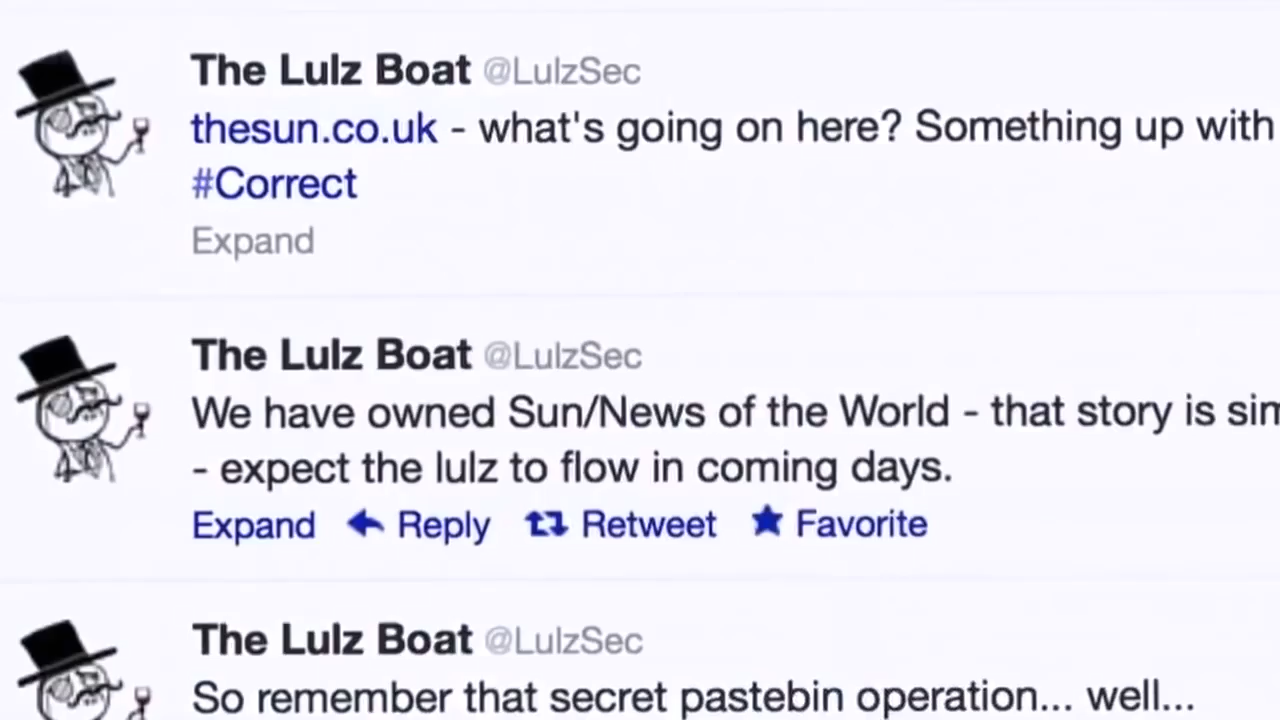 The Lulz Boat @LulzSec
thesun.co.uk - what's going on here? Something up with
#Correct
Expand
The Lulz Boat @LulzSec
We have owned Sun/News of the World - that story is sim
- expect the lulz to flow in coming days.
Expand Reply Retweet Favorite
The Lulz Boat @LulzSec
So remember that secret pastebin operation... well...